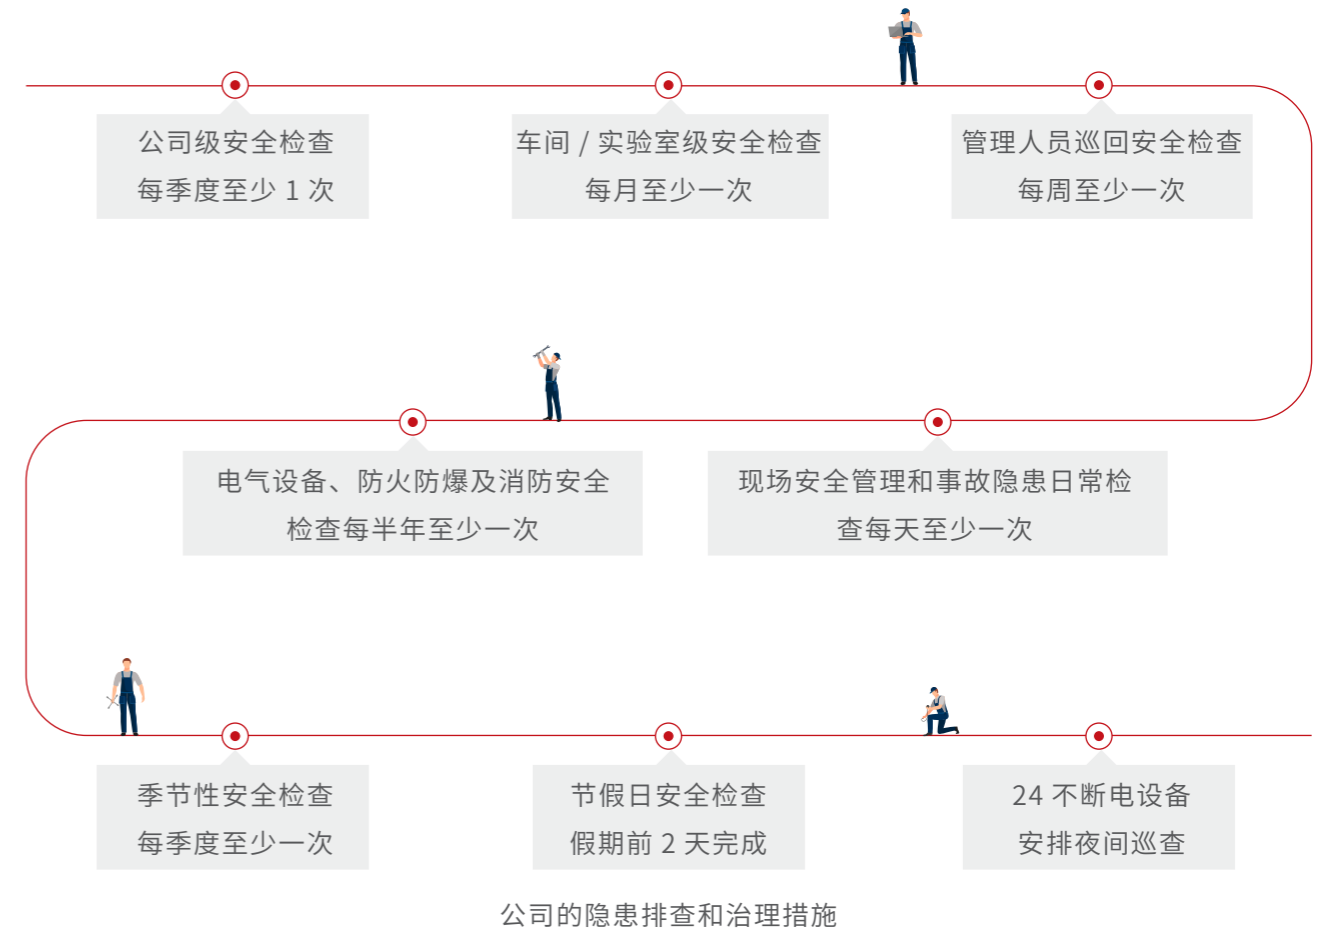 公司级安全检查
每季度至少 1 次
车间 / 实验室级安全检查
每月至少一次
管理人员巡回安全检查
每周至少一次
电气设备、防火防爆及消防安全
检查每半年至少一次
现场安全管理和事故隐患日常检
查每天至少一次
季节性安全检查
每季度至少一次
节假日安全检查
假期前 2 天完成
24 不断电设备
安排夜间巡查
公司的隐患排查和治理措施